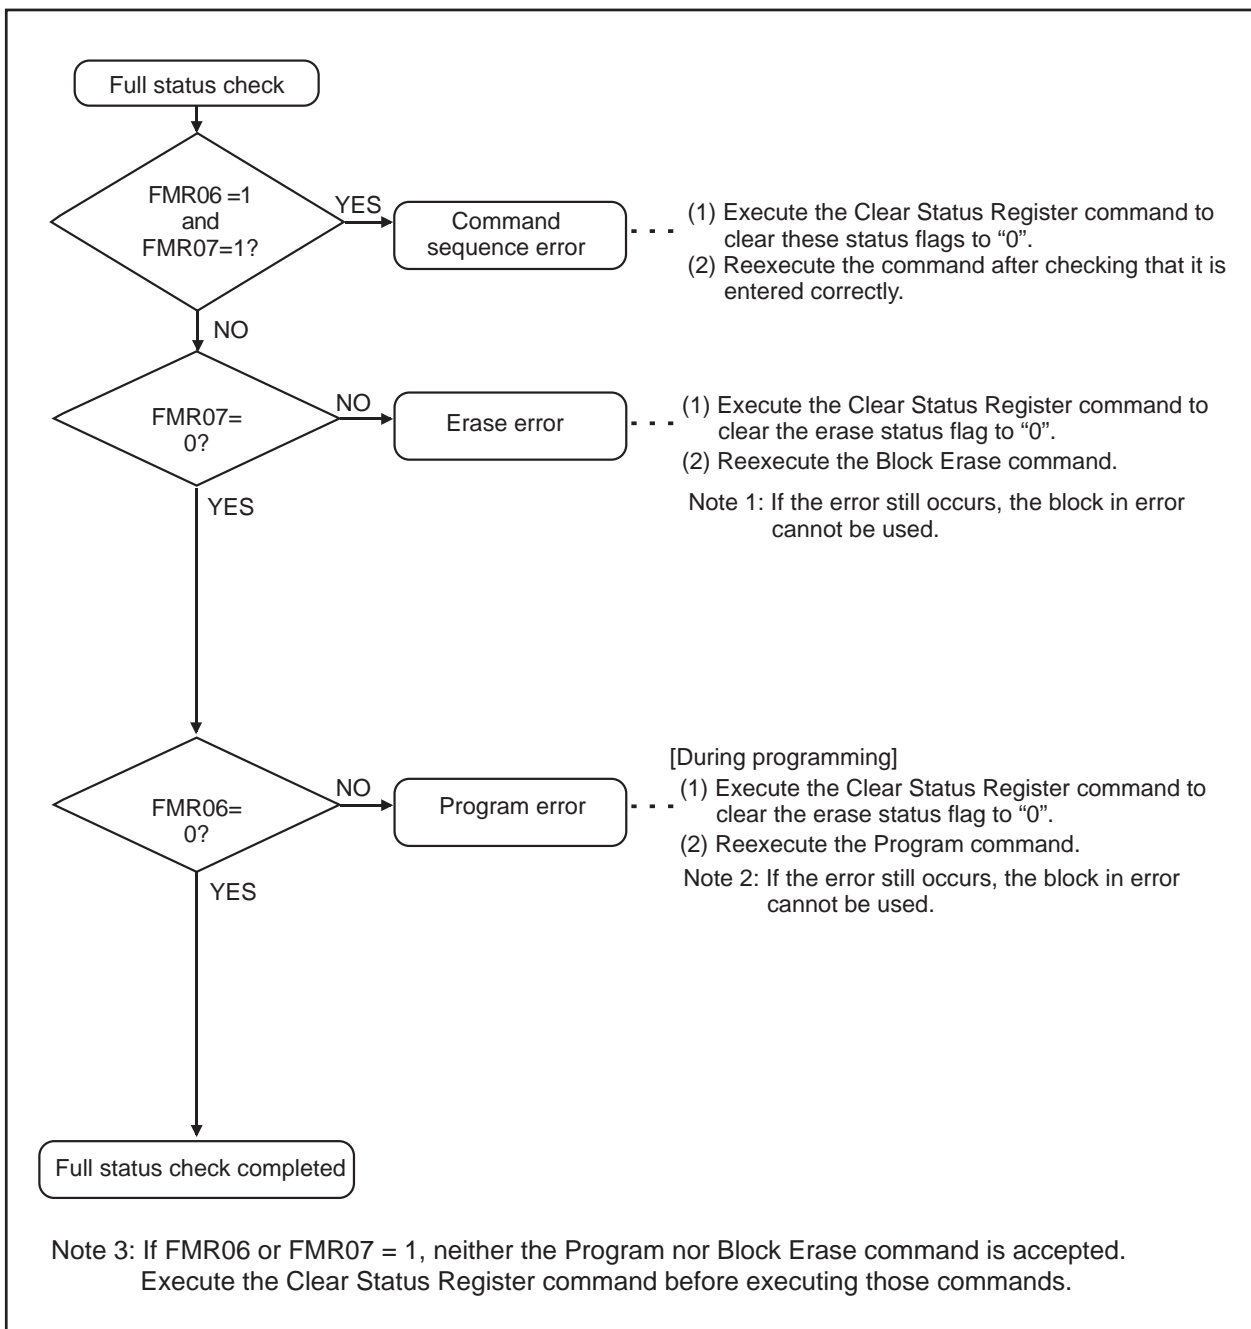 Full status check
FMR06 =1
and
FMR07=1?
YES
Command
sequence error
(1) Execute the Clear Status Register command to
clear these status flags to “0”.
(2) Reexecute the command after checking that it is
entered correctly.
NO
FMR07=
0?
NO
Erase error
(1) Execute the Clear Status Register command to
clear the erase status flag to “0”.
(2) Reexecute the Block Erase command.
Note 1: If the error still occurs, the block in error
cannot be used.
YES
FMR06=
0?
NO
Program error
[During programming]
(1) Execute the Clear Status Register command to
clear the erase status flag to “0”.
(2) Reexecute the Program command.
Note 2: If the error still occurs, the block in error
cannot be used.
YES
Full status check completed
Note 3: If FMR06 or FMR07 = 1, neither the Program nor Block Erase command is accepted.
Execute the Clear Status Register command before executing those commands.